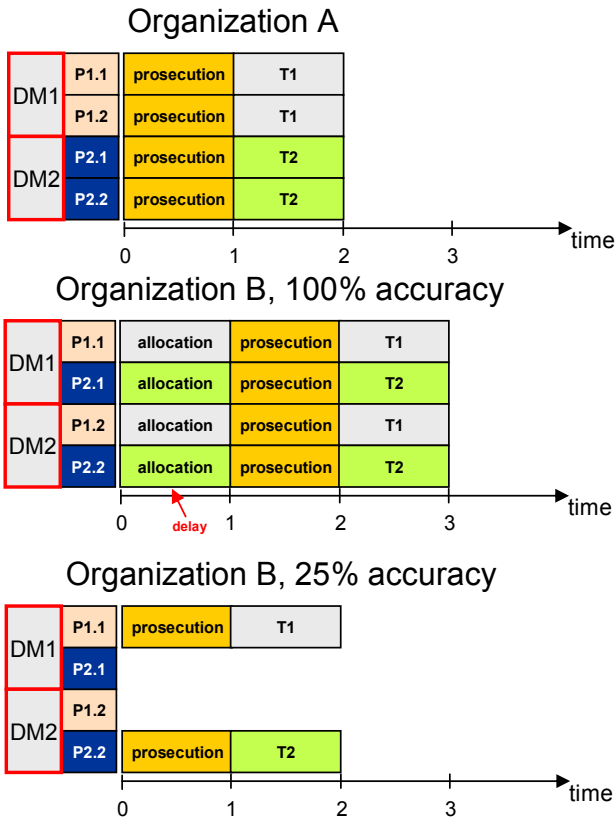 Organization A
DM1 P1.1 prosecution T1
P1.2 prosecution T1
DM2 P2.1 prosecution T2
P2.2 prosecution T2
0 1 2 3 time
Organization B, 100% accuracy
DM1 P1.1 allocation prosecution T1
P2.1 allocation prosecution T2
DM2 P1.2 allocation prosecution T1
P2.2 allocation prosecution T2
0 delay 1 2 3 time
Organization B, 25% accuracy
DM1 P1.1 prosecution T1
P2.1
DM2 P1.2
P2.2 prosecution T2
0 1 2 3 time